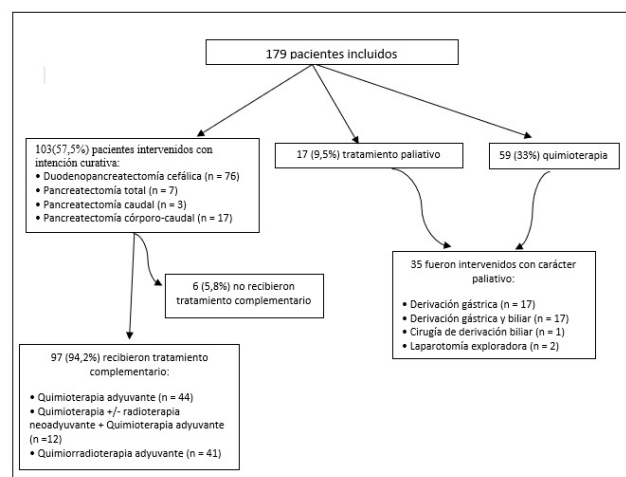 179 pacientes incluidos
103(57,5%) pacientes intervenidos con
intención curativa:
• Duodenopancreatectomía cefálica (n = 76)
• Pancreatectomía total (n = 7)
• Pancreatectomía caudal (n = 3)
• Pancreatectomía córporo-caudal (n = 17)
17 (9,5%) tratamiento paliativo
59 (33%) quimioterapia
6 (5,8%) no recibieron
tratamiento complementario
35 fueron intervenidos con carácter
paliativo:
• Derivación gástrica (n = 17)
• Derivación gástrica y biliar (n = 17)
• Cirugía de derivación biliar (n = 1)
• Laparotomía exploradora (n = 2)
97 (94,2%) recibieron tratamiento
complementario:
• Quimioterapia adyuvante (n = 44)
• Quimioterapia +/- radioterapia
neoadyuvante + Quimioterapia adyuvante
(n =12)
• Quimiorradioterapia adyuvante (n = 41)